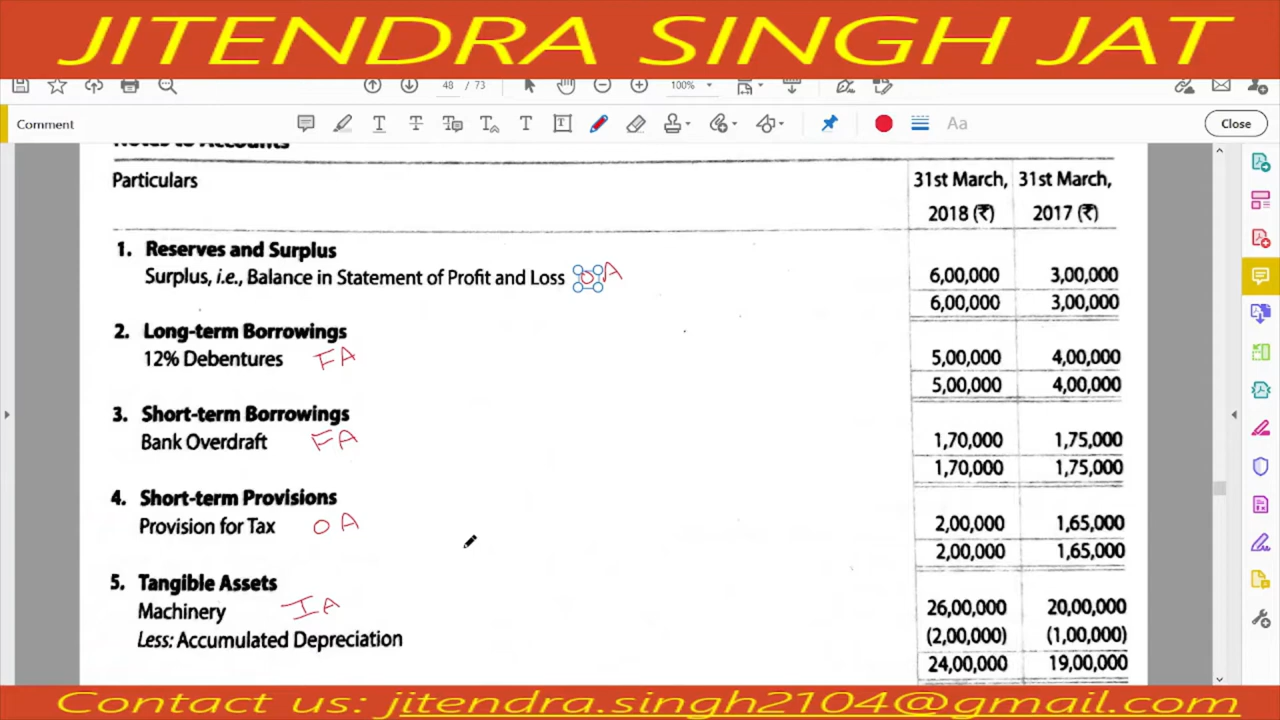 JITENDRA SINGH JAT
48 / 73
100%
Comment
Aa
Close
Notes to Accounts
Particulars 31st March, 2018 (₹) 31st March, 2017 (₹)
1. Reserves and Surplus
Surplus, i.e., Balance in Statement of Profit and Loss O A 6,00,000 3,00,000
6,00,000 3,00,000
2. Long-term Borrowings
12% Debentures FA 5,00,000 4,00,000
5,00,000 4,00,000
3. Short-term Borrowings
Bank Overdraft FA 1,70,000 1,75,000
1,70,000 1,75,000
4. Short-term Provisions
Provision for Tax O A 2,00,000 1,65,000
2,00,000 1,65,000
5. Tangible Assets
Machinery IA 26,00,000 20,00,000
Less: Accumulated Depreciation (2,00,000) (1,00,000)
24,00,000 19,00,000
Contact us: jitendra.singh2104@gmail.com